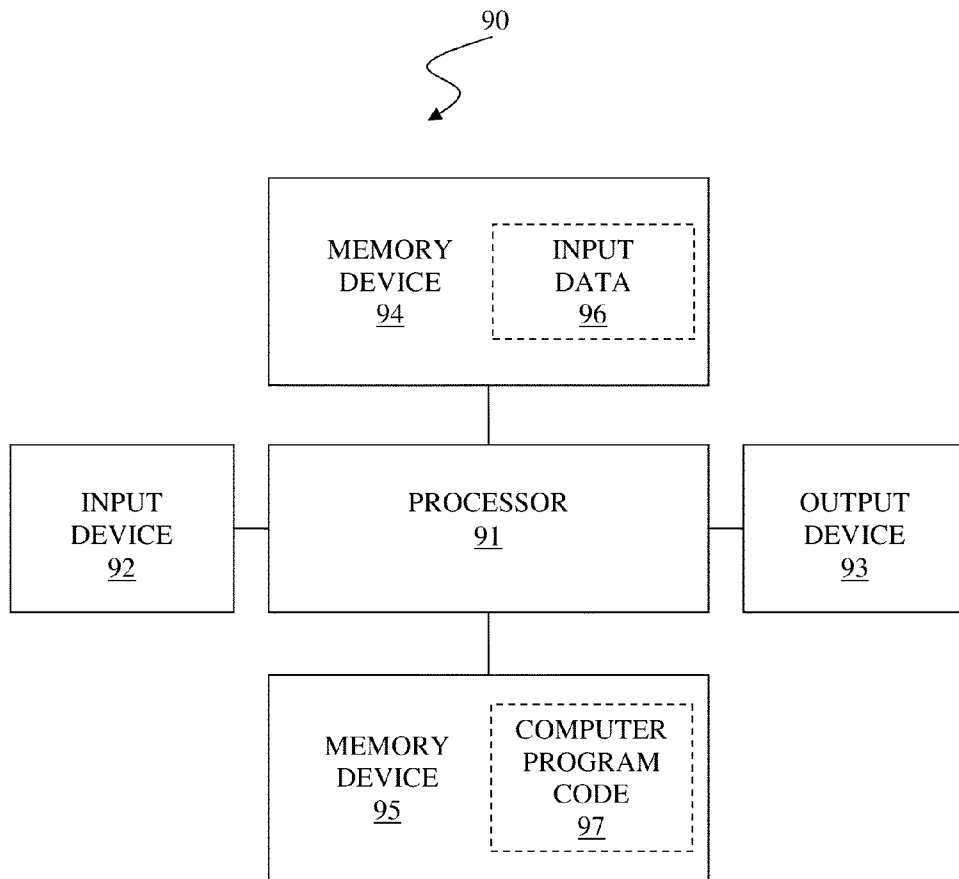 90
MEMORY
DEVICE
94
INPUT
DATA
96
INPUT
DEVICE
92
PROCESSOR
91
OUTPUT
DEVICE
93
MEMORY
DEVICE
95
COMPUTER
PROGRAM
CODE
97